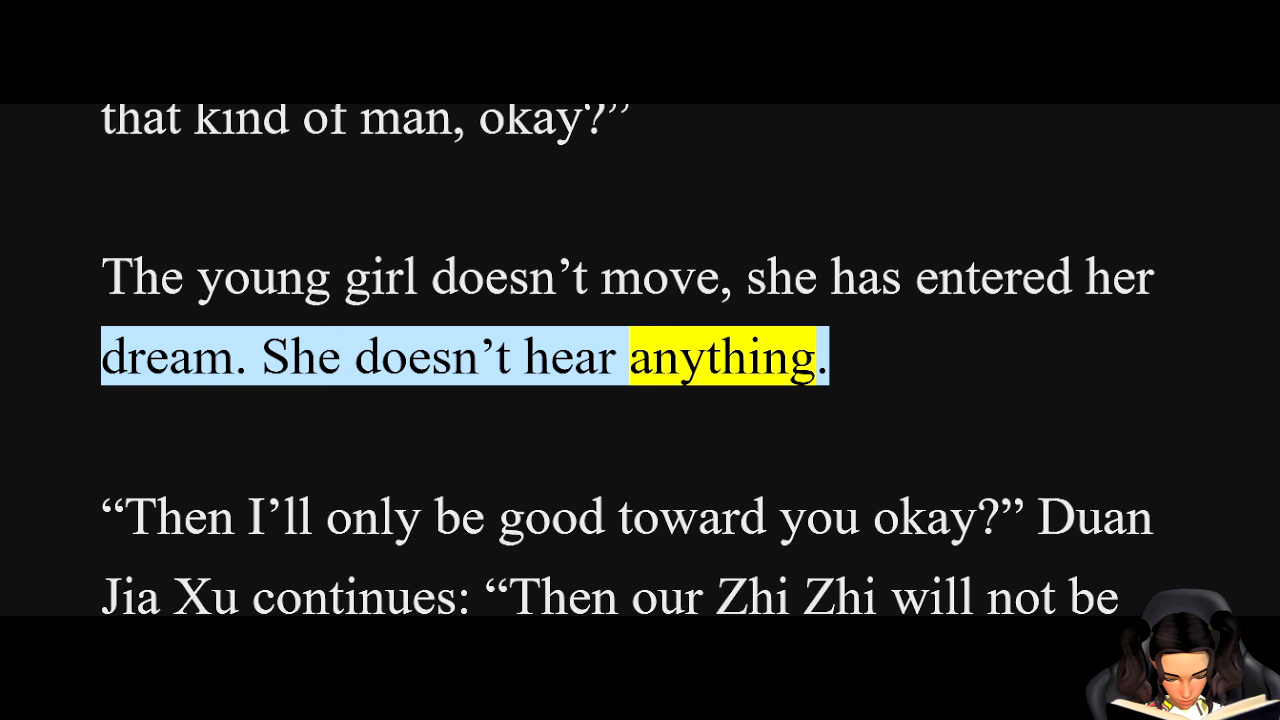 that kind of man, okay?”
The young girl doesn’t move, she has entered her
dream. She doesn’t hear anything.
“Then I’ll only be good toward you okay?” Duan
Jia Xu continues: “Then our Zhi Zhi will not be